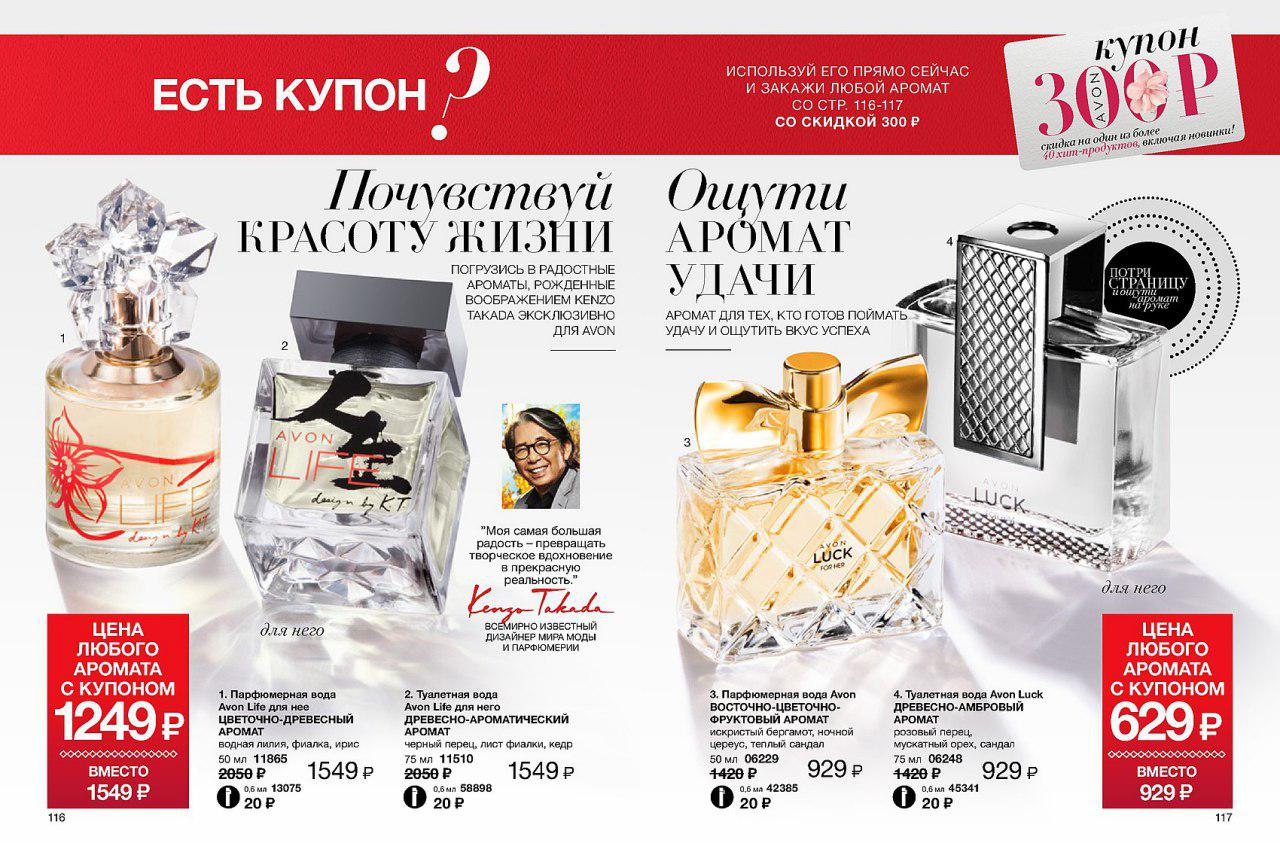 ЕСТЬ КУПОН ?
ИСПОЛЬЗУЙ ЕГО ПРЯМО СЕЙЧАС
И ЗАКАЖИ ЛЮБОЙ АРОМАТ
СО СТР. 116-117
СО СКИДКОЙ 300 ₽
купон
300 ₽
AVON
скидка на один из более
40 хит-продуктов, включая новинки!
Почувствуй
КРАСОТУ ЖИЗНИ
ПОГРУЗИСЬ В РАДОСТНЫЕ
АРОМАТЫ, РОЖДЕННЫЕ
ВООБРАЖЕНИЕМ KENZO
TAKADA ЭКСКЛЮЗИВНО
ДЛЯ AVON
1
AVON
LIFE
design by K.T.
2
AVON
LIFE
design by K.T.
для него
"Моя самая большая
радость – превращать
творческое вдохновение
в прекрасную
реальность."
Kenzo Takada
ВСЕМИРНО ИЗВЕСТНЫЙ
ДИЗАЙНЕР МИРА МОДЫ
И ПАРФЮМЕРИИ
ЦЕНА
ЛЮБОГО
АРОМАТА
С КУПОНОМ
1249 ₽
ВМЕСТО
1549 ₽
1. Парфюмерная вода
Avon Life для нее
ЦВЕТОЧНО-ДРЕВЕСНЫЙ
АРОМАТ
водная лилия, фиалка, ирис
50 мл 11865
2050 ₽ 1549 ₽
0,6 мл 13075
20 ₽
2. Туалетная вода
Avon Life для него
ДРЕВЕСНО-АРОМАТИЧЕСКИЙ
АРОМАТ
черный перец, лист фиалки, кедр
75 мл 11510
2050 ₽ 1549 ₽
0,6 мл 58898
20 ₽
116
Ощути
АРОМАТ
УДАЧИ
АРОМАТ ДЛЯ ТЕХ, КТО ГОТОВ ПОЙМАТЬ
УДАЧУ И ОЩУТИТЬ ВКУС УСПЕХА
4
ПОТРИ
СТРАНИЦУ
и ощути
аромат
на руке
3
AVON
LUCK
FOR HER
AVON
LUCK
для него
3. Парфюмерная вода Avon
ВОСТОЧНО-ЦВЕТОЧНО-
ФРУКТОВЫЙ АРОМАТ
искристый бергамот, ночной
цереус, теплый сандал
50 мл 06229
1420 ₽ 929 ₽
0,6 мл 42385
20 ₽
4. Туалетная вода Avon Luck
ДРЕВЕСНО-АМБРОВЫЙ
АРОМАТ
розовый перец,
мускатный орех, сандал
75 мл 06248
1420 ₽ 929 ₽
0,6 мл 45341
20 ₽
ЦЕНА
ЛЮБОГО
АРОМАТА
С КУПОНОМ
629 ₽
ВМЕСТО
929 ₽
117